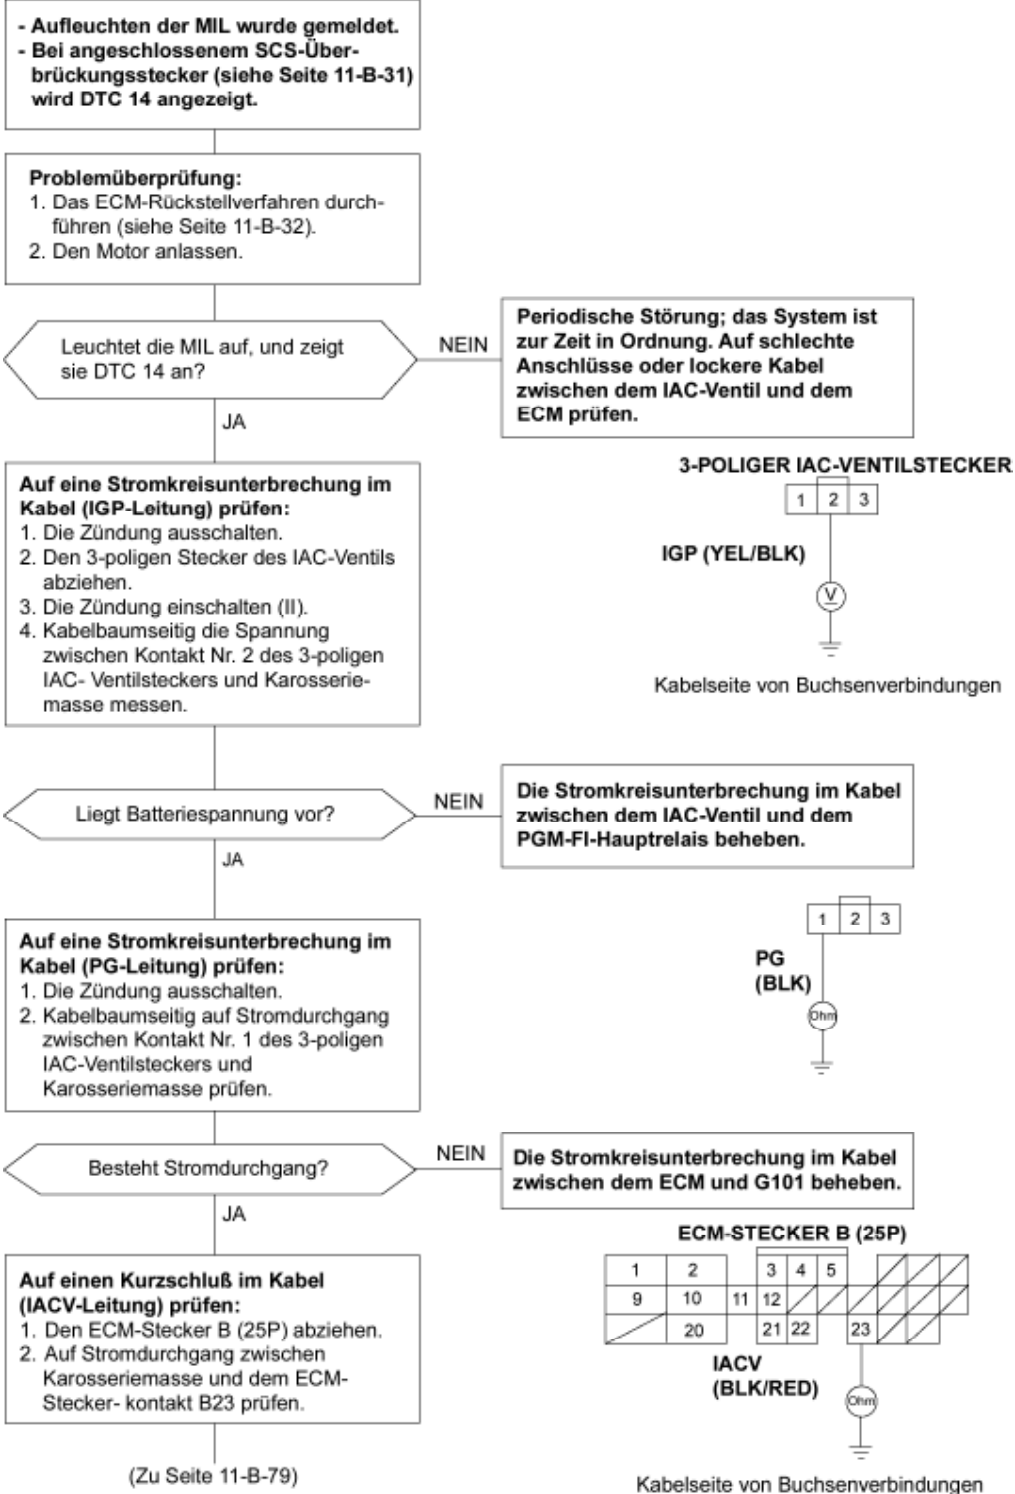 - Aufleuchten der MIL wurde gemeldet.
- Bei angeschlossenem SCS-Über-
brückungsstecker (siehe Seite 11-B-31)
wird DTC 14 angezeigt.
Problemüberprüfung:
1. Das ECM-Rückstellverfahren durch-
führen (siehe Seite 11-B-32).
2. Den Motor anlassen.
Leuchtet die MIL auf, und zeigt
sie DTC 14 an?
NEIN
Periodische Störung; das System ist
zur Zeit in Ordnung. Auf schlechte
Anschlüsse oder lockere Kabel
zwischen dem IAC-Ventil und dem
ECM prüfen.
JA
Auf eine Stromkreisunterbrechung im
Kabel (IGP-Leitung) prüfen:
1. Die Zündung ausschalten.
2. Den 3-poligen Stecker des IAC-Ventils
abziehen.
3. Die Zündung einschalten (II).
4. Kabelbaumseitig die Spannung
zwischen Kontakt Nr. 2 des 3-poligen
IAC- Ventilsteckers und Karosserie-
masse messen.
3-POLIGER IAC-VENTILSTECKER
1 2 3
IGP (YEL/BLK)
V
Kabelseite von Buchsenverbindungen
Liegt Batteriespannung vor?
NEIN
Die Stromkreisunterbrechung im Kabel
zwischen dem IAC-Ventil und dem
PGM-FI-Hauptrelais beheben.
JA
Auf eine Stromkreisunterbrechung im
Kabel (PG-Leitung) prüfen:
1. Die Zündung ausschalten.
2. Kabelbaumseitig auf Stromdurchgang
zwischen Kontakt Nr. 1 des 3-poligen
IAC-Ventilsteckers und
Karosseriemasse prüfen.
1 2 3
PG
(BLK)
Ohm
Besteht Stromdurchgang?
NEIN
Die Stromkreisunterbrechung im Kabel
zwischen dem ECM und G101 beheben.
JA
Auf einen Kurzschluß im Kabel
(IACV-Leitung) prüfen:
1. Den ECM-Stecker B (25P) abziehen.
2. Auf Stromdurchgang zwischen
Karosseriemasse und dem ECM-
Stecker- kontakt B23 prüfen.
ECM-STECKER B (25P)
1 2 3 4 5
9 10 11 12
20 21 22 23
IACV
(BLK/RED)
Ohm
(Zu Seite 11-B-79)
Kabelseite von Buchsenverbindungen